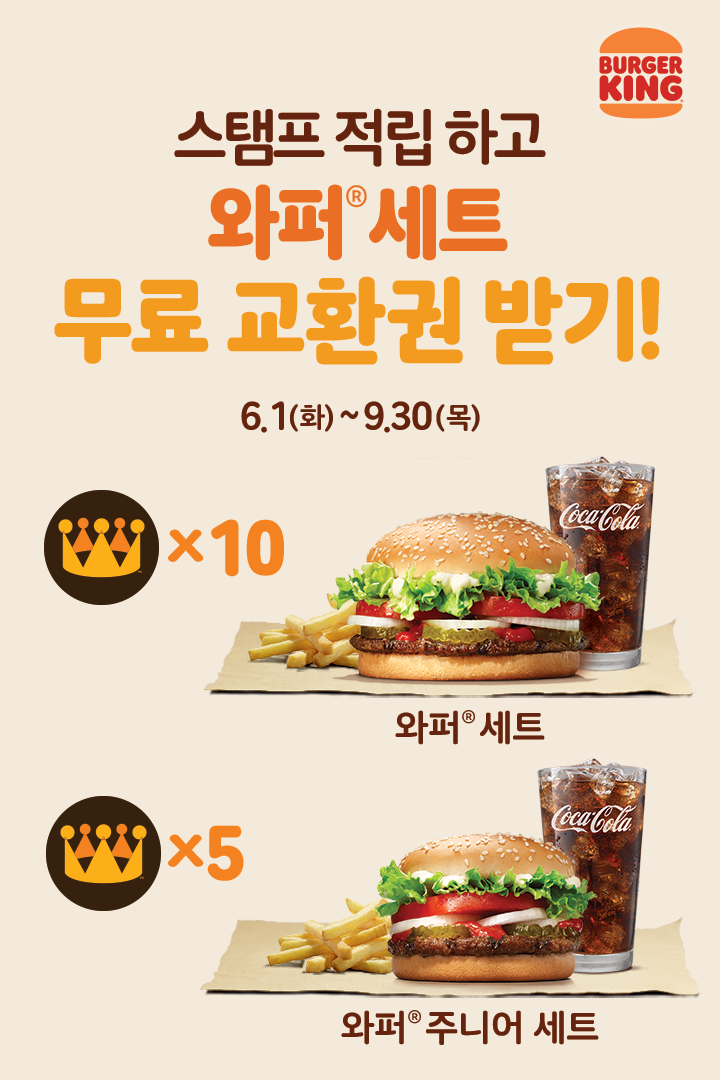 BURGER
KING®
스탬프 적립 하고
와퍼® 세트
무료 교환권 받기!
6.1(화) ~ 9.30(목)
×10
Coca-Cola
와퍼® 세트
×5
Coca-Cola
와퍼® 주니어 세트